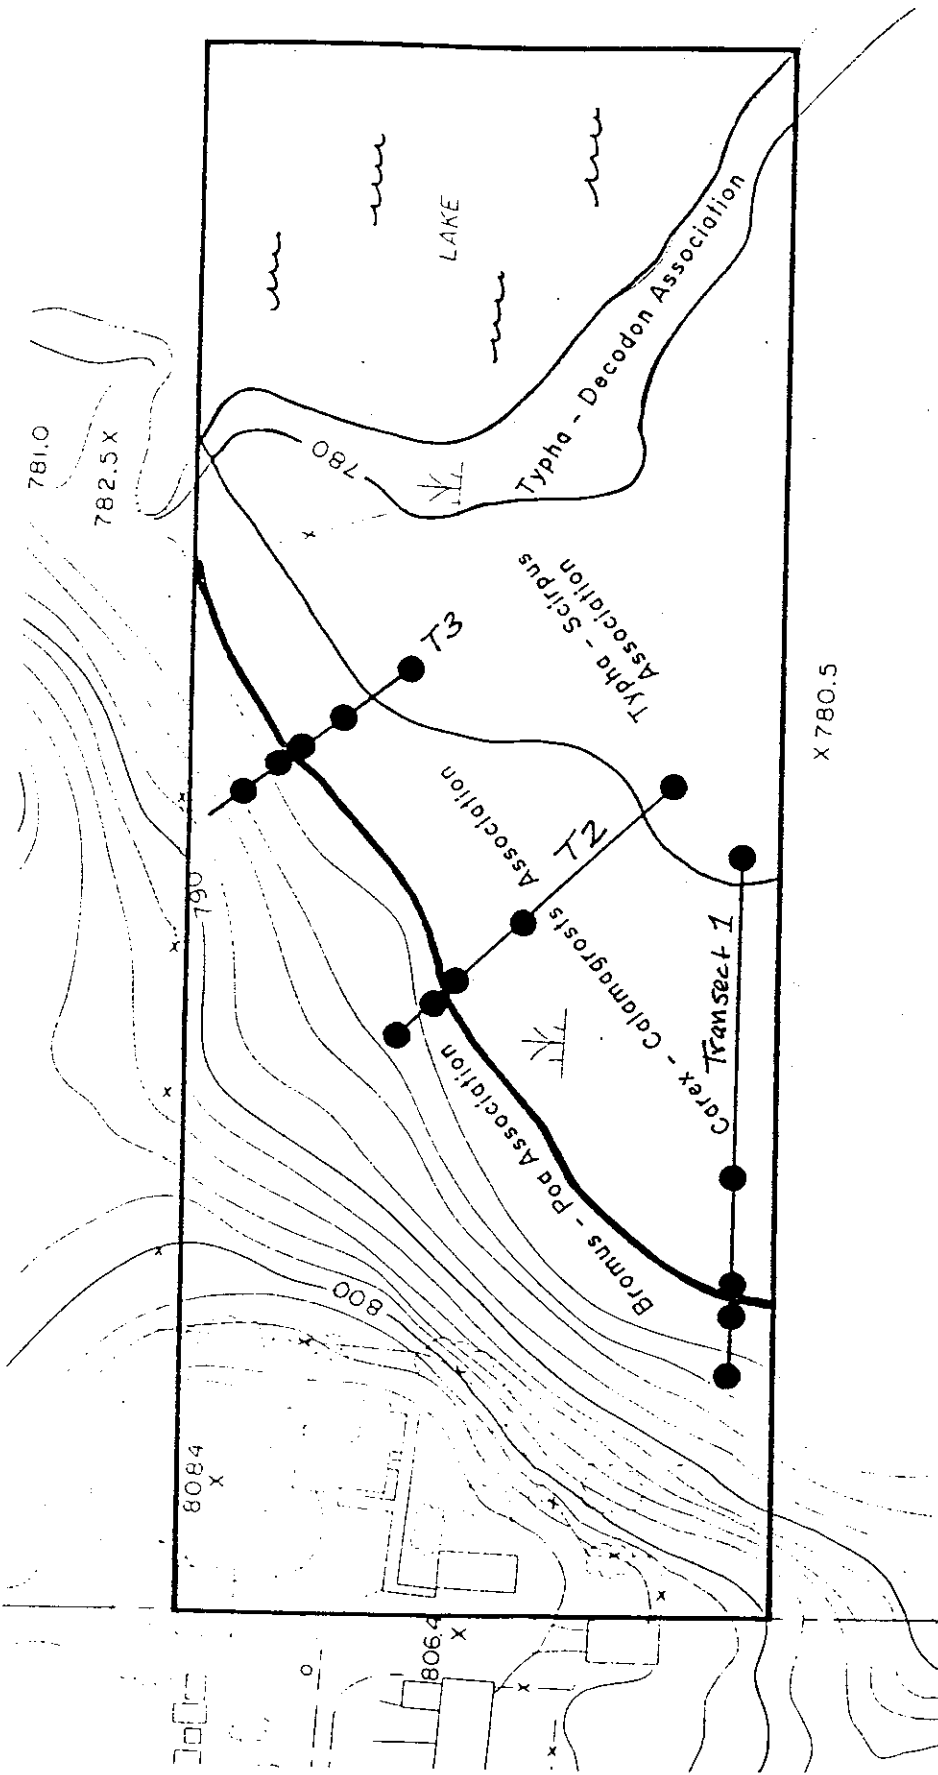 LAKE
Typha - Decodon Association
781.0
782.5 X
780
T3
Typha - Scirpus
Association
X 780.5
Association
T2
790
Carex - Calamagrosts
Transect 1
Bromus - Poa Association
800
8084
X
806.4
X